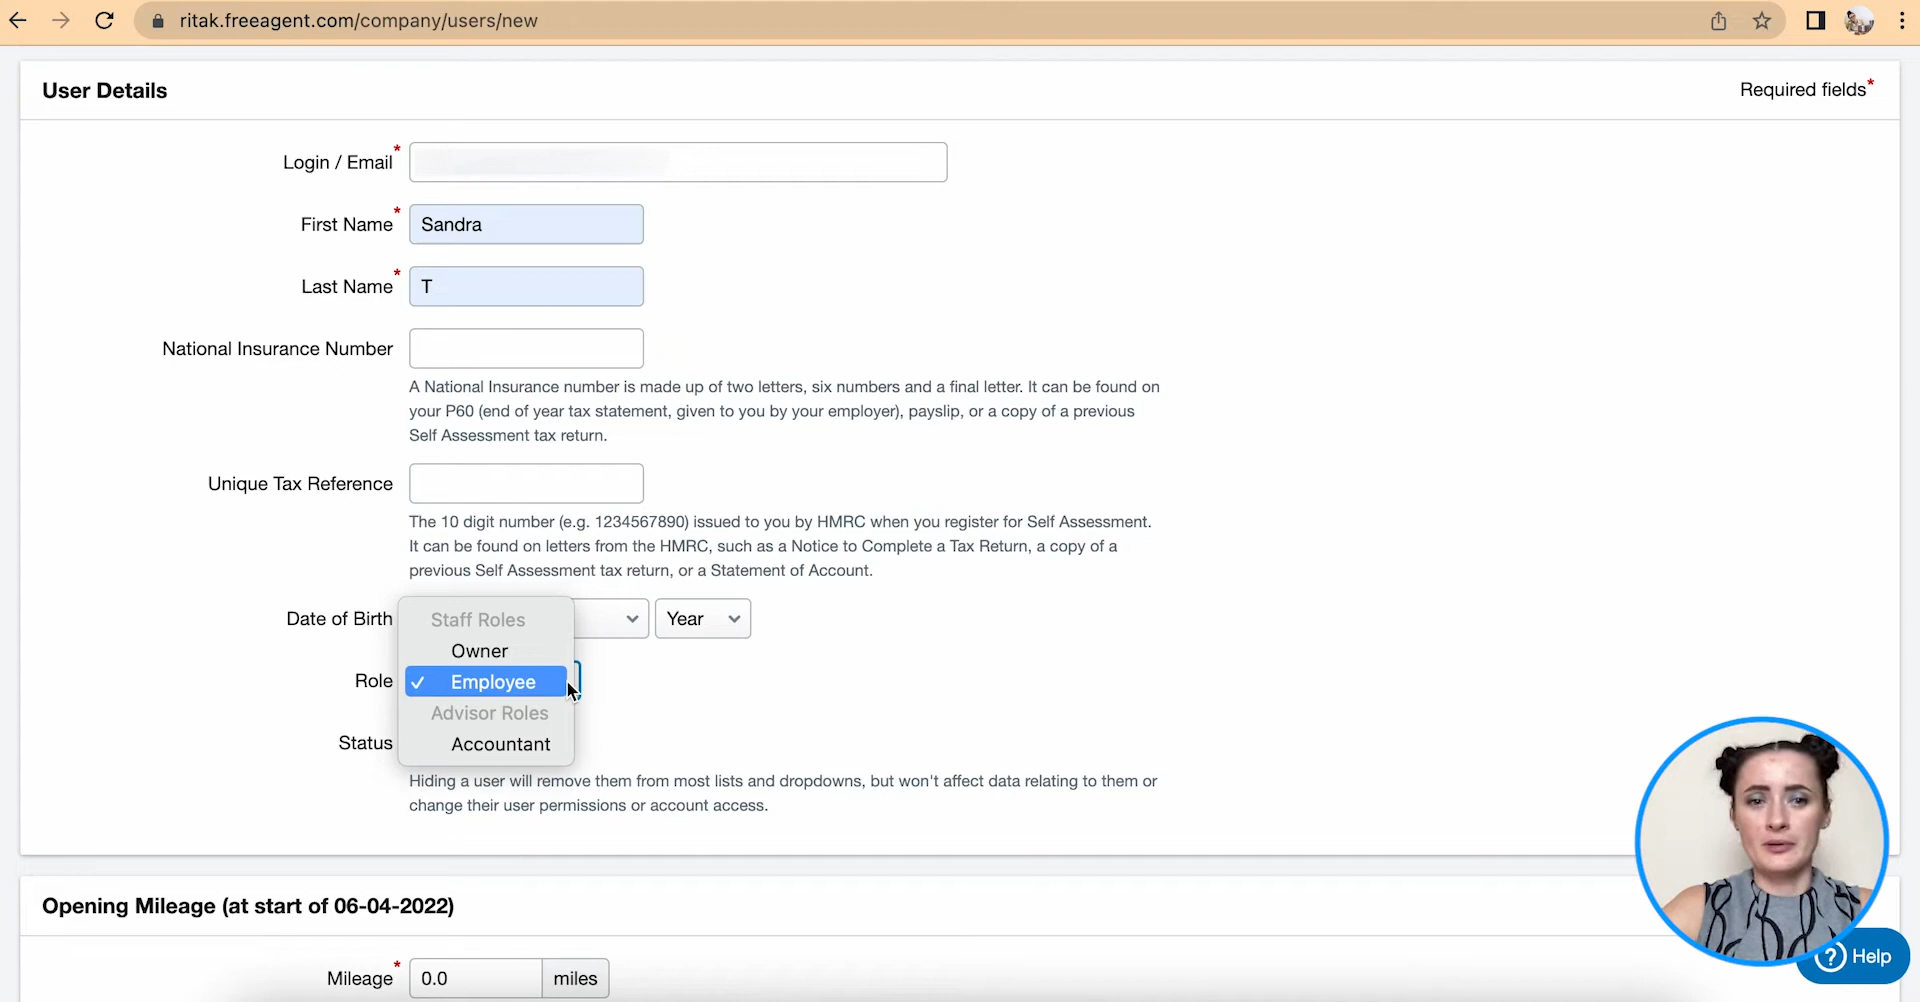 ritak.freeagent.com/company/users/new
User Details
Required fields*
Login / Email*
First Name* Sandra
Last Name* T
National Insurance Number
A National Insurance number is made up of two letters, six numbers and a final letter. It can be found on
your P60 (end of year tax statement, given to you by your employer), payslip, or a copy of a previous
Self Assessment tax return.
Unique Tax Reference
The 10 digit number (e.g. 1234567890) issued to you by HMRC when you register for Self Assessment.
It can be found on letters from the HMRC, such as a Notice to Complete a Tax Return, a copy of a
previous Self Assessment tax return, or a Statement of Account.
Date of Birth Year
Staff Roles
Owner
Role Employee
Advisor Roles
Status Accountant
Hiding a user will remove them from most lists and dropdowns, but won't affect data relating to them or
change their user permissions or account access.
Opening Mileage (at start of 06-04-2022)
Mileage* 0.0 miles
? Help